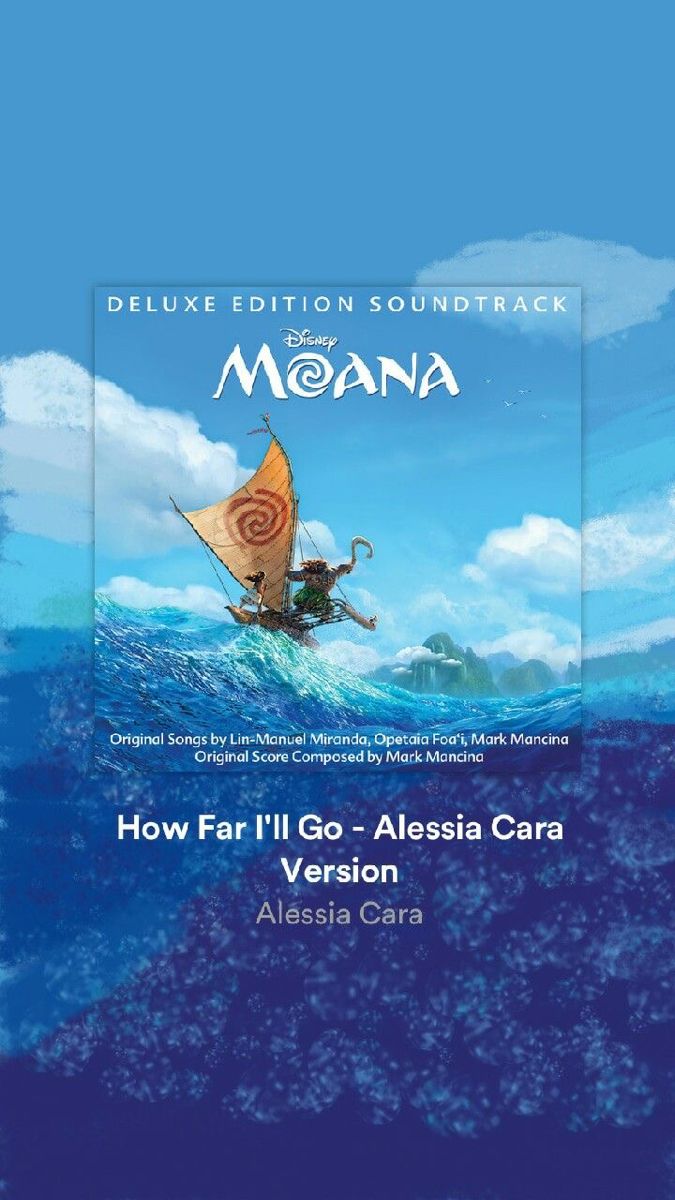 DELUXE EDITION SOUNDTRACK
Disney
MOANA
Original Songs by Lin-Manuel Miranda, Opetaia Foaʻi, Mark Mancina
Original Score Composed by Mark Mancina
How Far I'll Go - Alessia Cara
Version
Alessia Cara